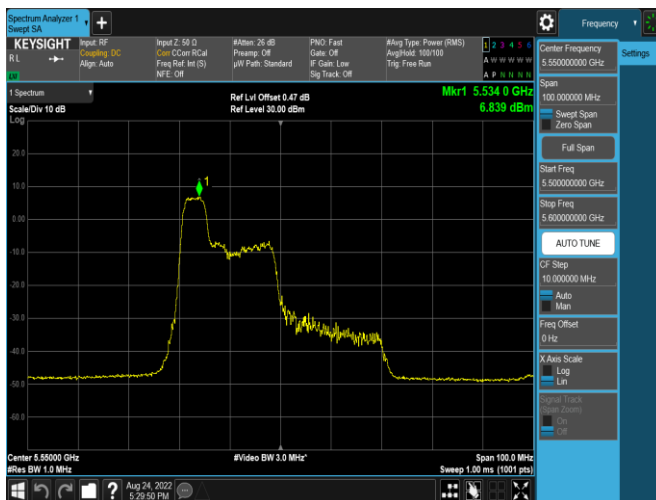 Spectrum Analyzer 1
Swept SA
+
Frequency
KEYSIGHT
R L
LU
Input: RF
Coupling: DC
Align: Auto
Input Z: 50 Ω
Corr CCorr RCal
Freq Ref: Int (S)
NFE: Off
#Atten: 26 dB
Preamp: Off
µW Path: Standard
PNO: Fast
Gate: Off
IF Gain: Low
Sig Track: Off
#Avg Type: Power (RMS)
Avg|Hold: 100/100
Trig: Free Run
1 2 3 4 5 6
A W W W W W
A P N N N N
Center Frequency
5.550000000 GHz
Settings
Span
100.000000 MHz
Swept Span
Zero Span
Full Span
Start Freq
5.500000000 GHz
Stop Freq
5.600000000 GHz
AUTO TUNE
CF Step
10.000000 MHz
Auto
Man
Freq Offset
0 Hz
X Axis Scale
Log
Lin
Signal Track
(Span Zoom)
On
Off
1 Spectrum
Scale/Div 10 dB
Log
Ref Lvl Offset 0.47 dB
Ref Level 30.00 dBm
Mkr1 5.534 0 GHz
6.839 dBm
1
20.0
10.0
0.00
-10.0
-20.0
-30.0
-40.0
-50.0
-60.0
Center 5.55000 GHz
#Res BW 1.0 MHz
#Video BW 3.0 MHz*
Span 100.0 MHz
Sweep 1.00 ms (1001 pts)
?
Aug 24, 2022
5:29:50 PM